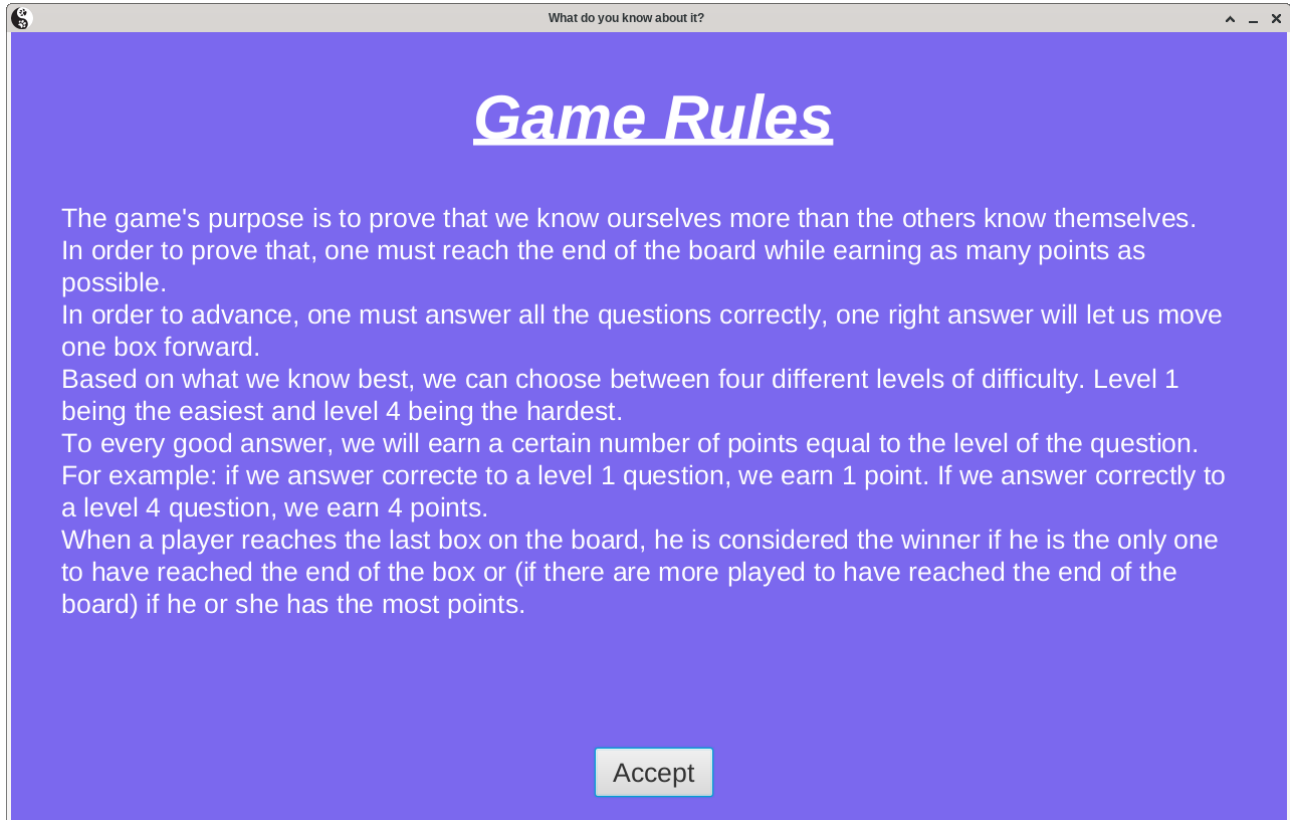 What do you know about it?
Game Rules
The game's purpose is to prove that we know ourselves more than the others know themselves.
In order to prove that, one must reach the end of the board while earning as many points as
possible.
In order to advance, one must answer all the questions correctly, one right answer will let us move
one box forward.
Based on what we know best, we can choose between four different levels of difficulty. Level 1
being the easiest and level 4 being the hardest.
To every good answer, we will earn a certain number of points equal to the level of the question.
For example: if we answer correcte to a level 1 question, we earn 1 point. If we answer correctly to
a level 4 question, we earn 4 points.
When a player reaches the last box on the board, he is considered the winner if he is the only one
to have reached the end of the box or (if there are more played to have reached the end of the
board) if he or she has the most points.
Accept